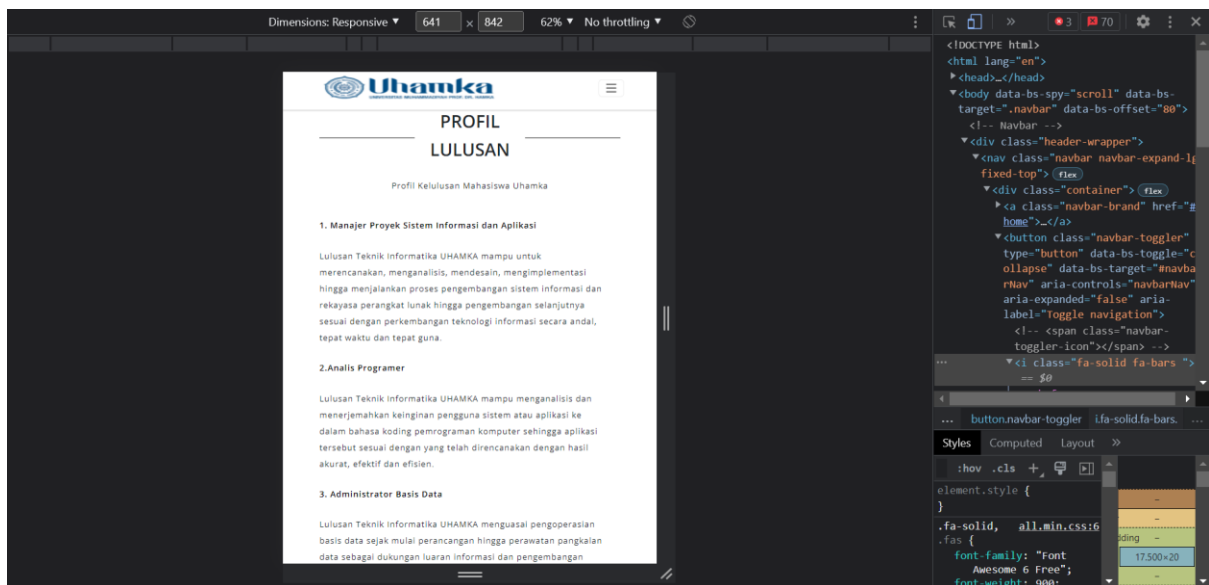 Dimensions: Responsive ▼ 641 × 842 62% ▼ No throttling ▼
Uhamka
UNIVERSITAS MUHAMMADIYAH PROF. DR. HAMKA
PROFIL
LULUSAN
Profil Kelulusan Mahasiswa Uhamka
1. Manajer Proyek Sistem Informasi dan Aplikasi
Lulusan Teknik Informatika UHAMKA mampu untuk
merencanakan, menganalisis, mendesain, mengimplementasi
hingga menjalankan proses pengembangan sistem informasi dan
rekayasa perangkat lunak hingga pengembangan selanjutnya
sesuai dengan perkembangan teknologi informasi secara andal,
tepat waktu dan tepat guna.
2.Analis Programer
Lulusan Teknik Informatika UHAMKA mampu menganalisis dan
menerjemahkan keinginan pengguna sistem atau aplikasi ke
dalam bahasa koding pemrograman komputer sehingga aplikasi
tersebut sesuai dengan yang telah direncanakan dengan hasil
akurat, efektif dan efisien.
3. Administrator Basis Data
Lulusan Teknik Informatika UHAMKA menguasai pengoperasian
basis data sejak mulai perancangan hingga perawatan pangkalan
data sebagai dukungan luaran informasi dan pengembangan
» 3 70
<!DOCTYPE html>
<html lang="en">
<head>…</head>
<body data-bs-spy="scroll" data-bs-
target=".navbar" data-bs-offset="80">
<!-- Navbar -->
<div class="header-wrapper">
<nav class="navbar navbar-expand-lg
fixed-top"> flex
<div class="container"> flex
<a class="navbar-brand" href="#
home">…</a>
<button class="navbar-toggler"
type="button" data-bs-toggle="c
ollapse" data-bs-target="#navba
rNav" aria-controls="navbarNav"
aria-expanded="false" aria-
label="Toggle navigation">
<!-- <span class="navbar-
toggler-icon"></span> -->
<i class="fa-solid fa-bars ">
== $0
… button.navbar-toggler i.fa-solid.fa-bars. …
Styles Computed Layout »
:hov .cls +
element.style {
}
.fa-solid, all.min.css:6
.fas {
font-family: "Font
Awesome 6 Free";
font-weight: 900;
dding
17.500×20